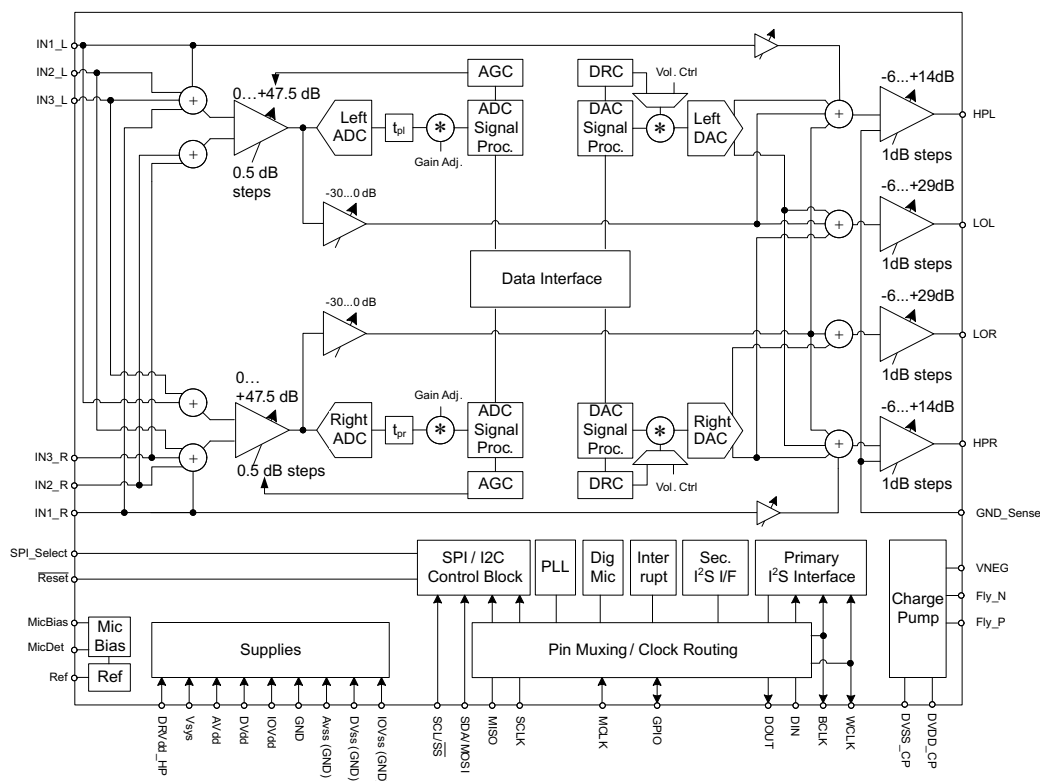 IN1_L
IN2_L
IN3_L
0…+47.5 dB
0.5 dB
steps
+
+
Left
ADC
tpl
*
Gain Adj.
AGC
ADC
Signal
Proc.
DRC
Vol. Ctrl
DAC
Signal
Proc.
*
Left
DAC
+
-6...+14dB
1dB steps
HPL
-30...0 dB
+
-6...+29dB
1dB steps
LOL
Data Interface
-30...0 dB
+
-6...+29dB
1dB steps
LOR
0…
+47.5 dB
0.5 dB steps
+
+
Right
ADC
tpr
Gain Adj.
*
ADC
Signal
Proc.
AGC
DAC
Signal
Proc.
*
DRC
Vol. Ctrl
Right
DAC
+
-6...+14dB
1dB steps
HPR
IN3_R
IN2_R
IN1_R
GND_Sense
SPI_Select
Reset
SPI / I2C
Control Block
PLL
Dig
Mic
Inter
rupt
Sec.
I²S I/F
Primary
I²S Interface
Charge
Pump
VNEG
Fly_N
Fly_P
MicBias
MicDet
Ref
Mic
Bias
Ref
Supplies
Pin Muxing / Clock Routing
DRVdd_HP
Vsys
AVdd
DVdd
IOVdd
GND
AVss (GND)
DVss (GND)
IOVss (GND
SCL/SS
SDA/MOSI
MISO
SCLK
MCLK
GPIO
DOUT
DIN
BCLK
WCLK
DVSS_CP
DVDD_CP